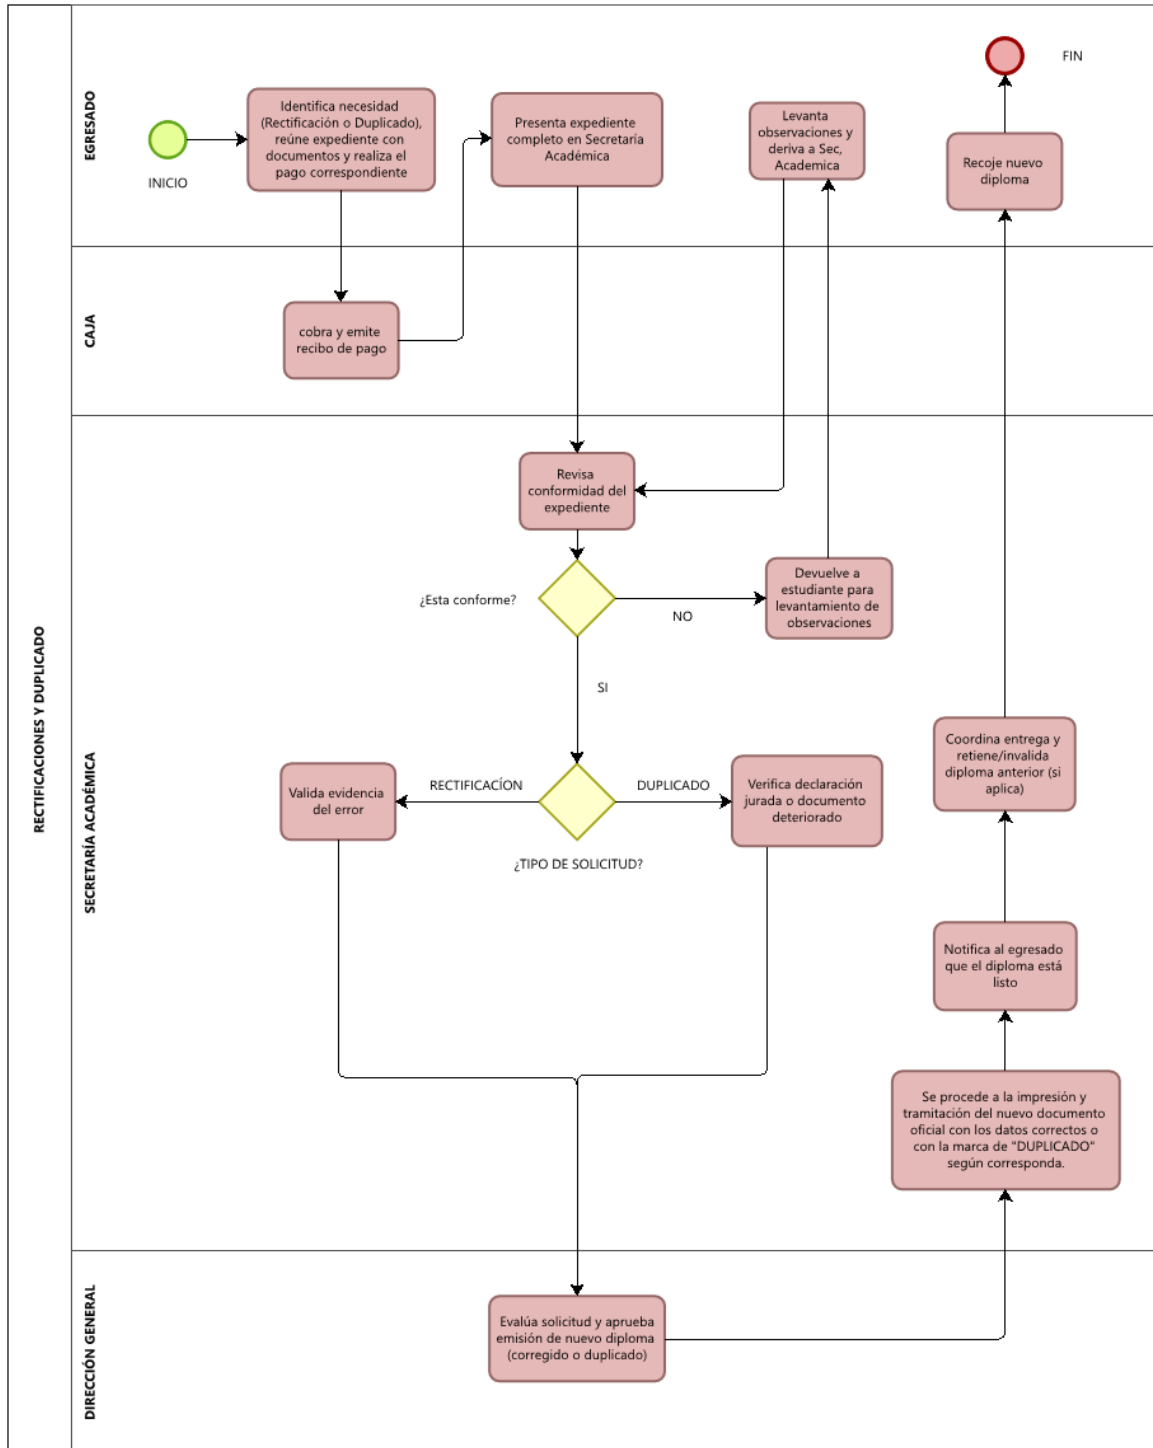 RECTIFICACIONES Y DUPLICADO
EGRESADO
INICIO
Identifica necesidad
(Rectificación o Duplicado),
reúne expediente con
documentos y realiza el
pago correspondiente
Presenta expediente
completo en Secretaría
Académica
Levanta
observaciones y
deriva a Sec,
Academica
FIN
Recoje nuevo
diploma
CAJA
cobra y emite
recibo de pago
SECRETARÍA ACADÉMICA
Revisa
conformidad del
expediente
¿Esta conforme?
NO
Devuelve a
estudiante para
levantamiento de
observaciones
SI
¿TIPO DE SOLICITUD?
RECTIFICACÍON
Valida evidencia
del error
DUPLICADO
Verifica declaración
jurada o documento
deteriorado
Coordina entrega y
retiene/invalida
diploma anterior (si
aplica)
Notifica al egresado
que el diploma está
listo
Se procede a la impresión y
tramitación del nuevo documento
oficial con los datos correctos o
con la marca de "DUPLICADO"
según corresponda.
DIRECCIÓN GENERAL
Evalúa solicitud y aprueba
emisión de nuevo diploma
(corregido o duplicado)